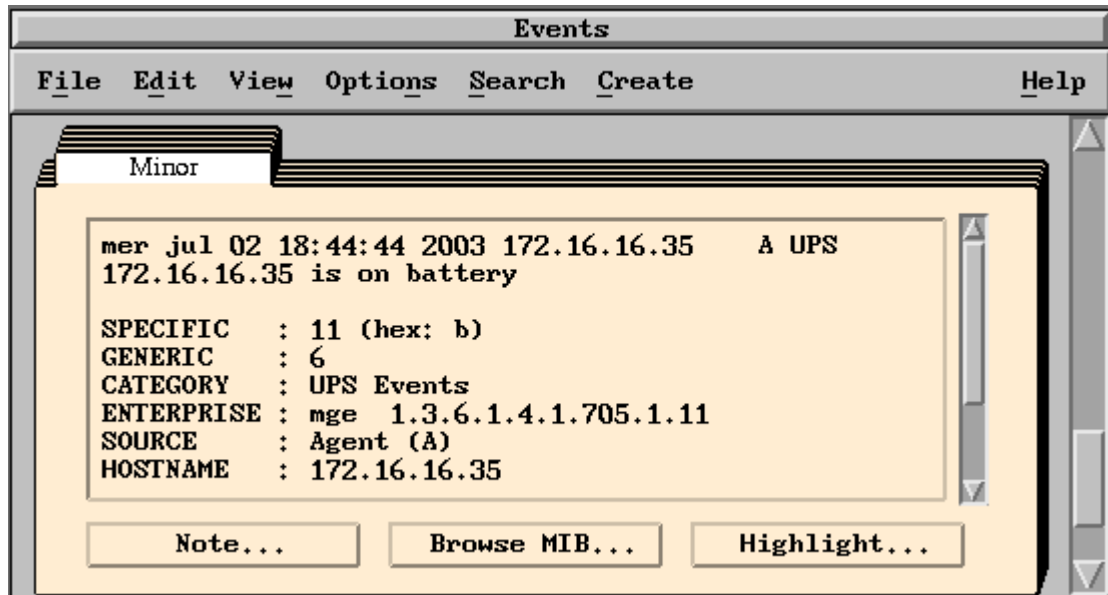 Events
File Edit View Options Search Create Help
Minor
mer jul 02 18:44:44 2003 172.16.16.35 A UPS
172.16.16.35 is on battery
SPECIFIC : 11 (hex: b)
GENERIC : 6
CATEGORY : UPS Events
ENTERPRISE : mge 1.3.6.1.4.1.705.1.11
SOURCE : Agent (A)
HOSTNAME : 172.16.16.35
Note... Browse MIB... Highlight...